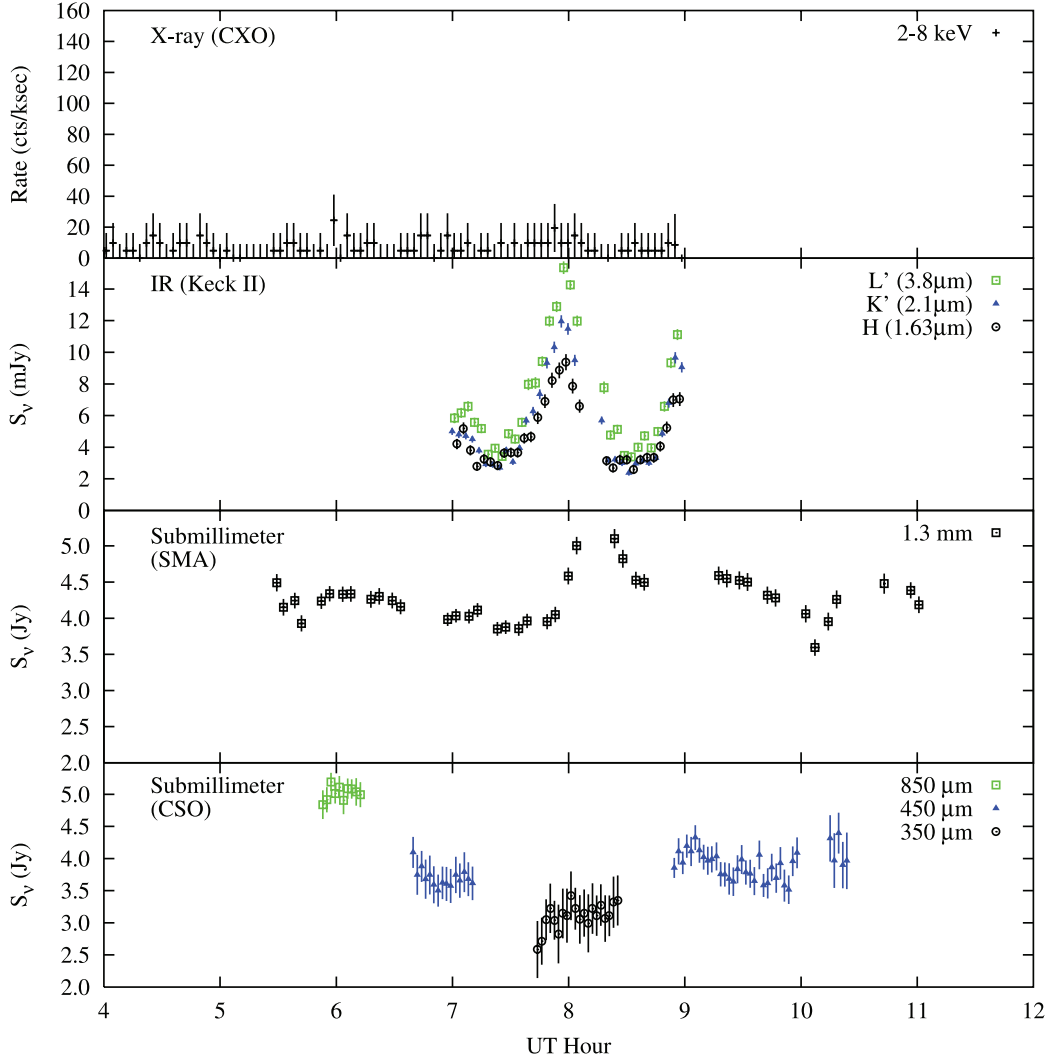 160
140
120
100
80
60
40
20
0
Rate (cts/ksec)
X-ray (CXO)
2-8 keV
14
12
10
8
6
4
2
0
Sν (mJy)
IR (Keck II)
L' (3.8μm)
K' (2.1μm)
H (1.63μm)
5.0
4.5
4.0
3.5
3.0
2.5
2.0
Sν (Jy)
Submillimeter
(SMA)
1.3 mm
5.0
4.5
4.0
3.5
3.0
2.5
2.0
Sν (Jy)
Submillimeter
(CSO)
850 μm
450 μm
350 μm
4 5 6 7 8 9 10 11 12
UT Hour